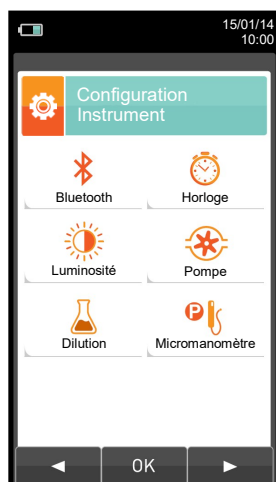 15/01/14
10:00
Configuration
Instrument
Bluetooth
Horloge
Luminosité
Pompe
Dilution
P
Micromanomètre
OK